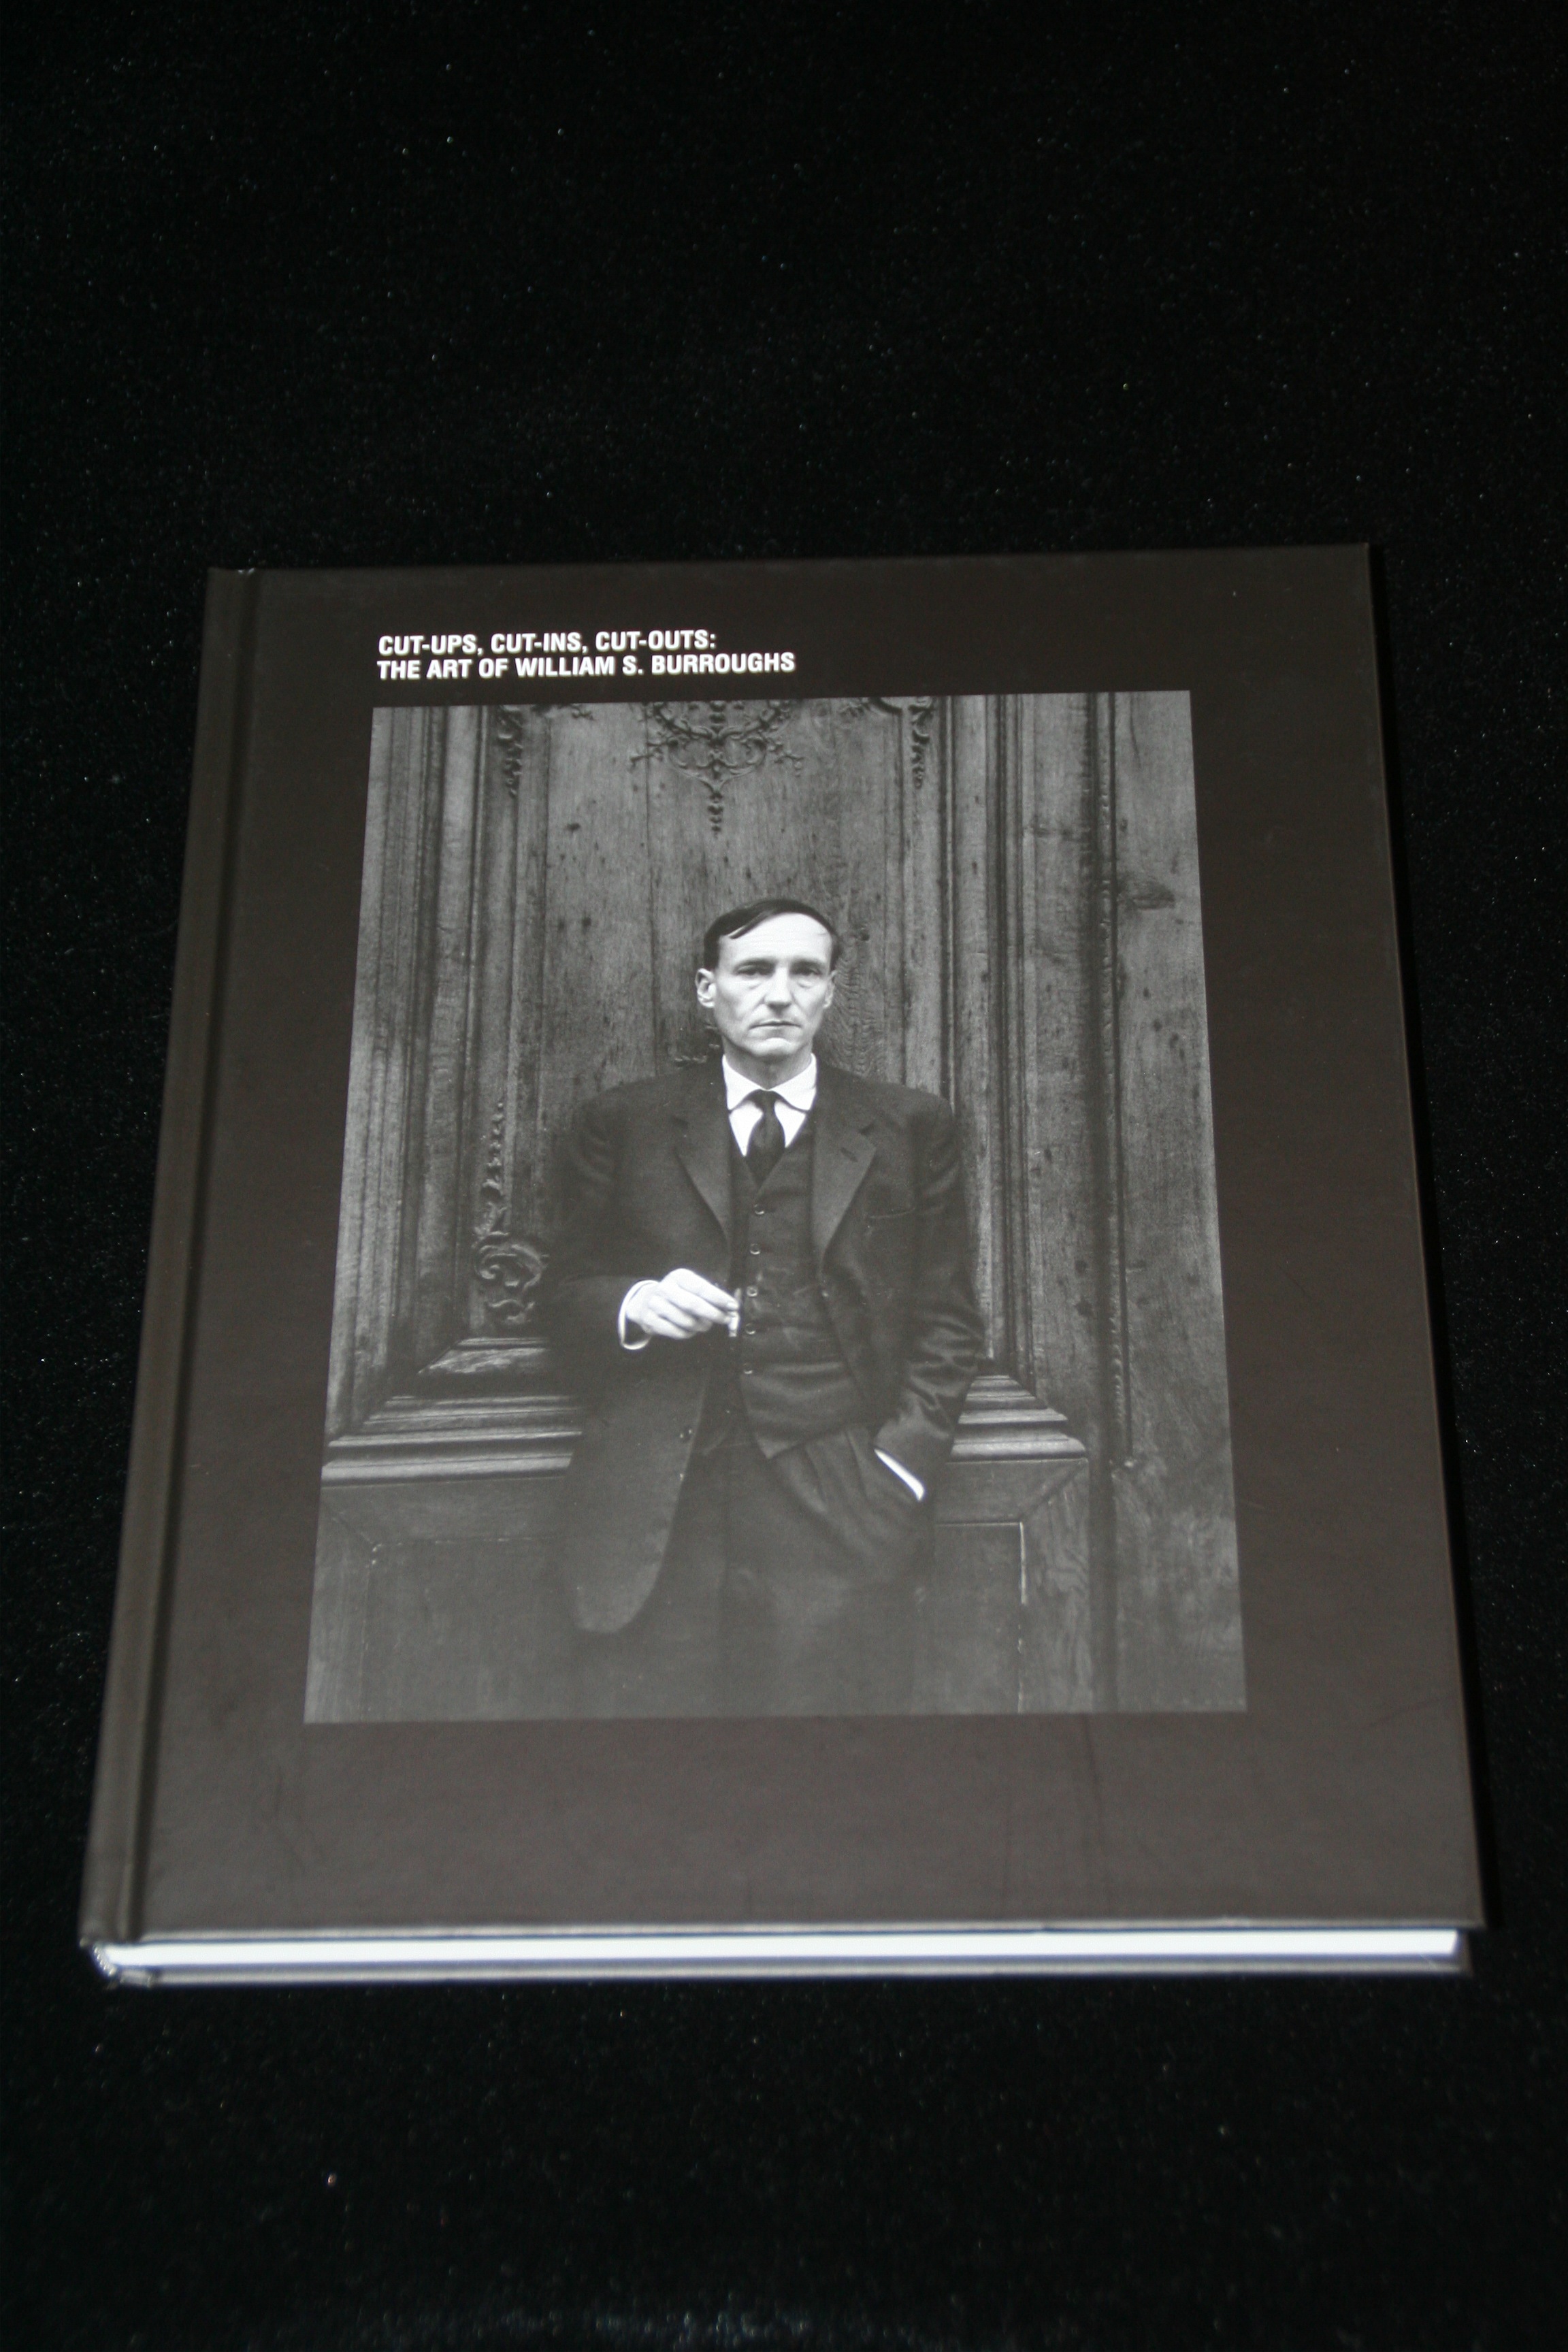 CUT-UPS, CUT-INS, CUT-OUTS:
THE ART OF WILLIAM S. BURROUGHS